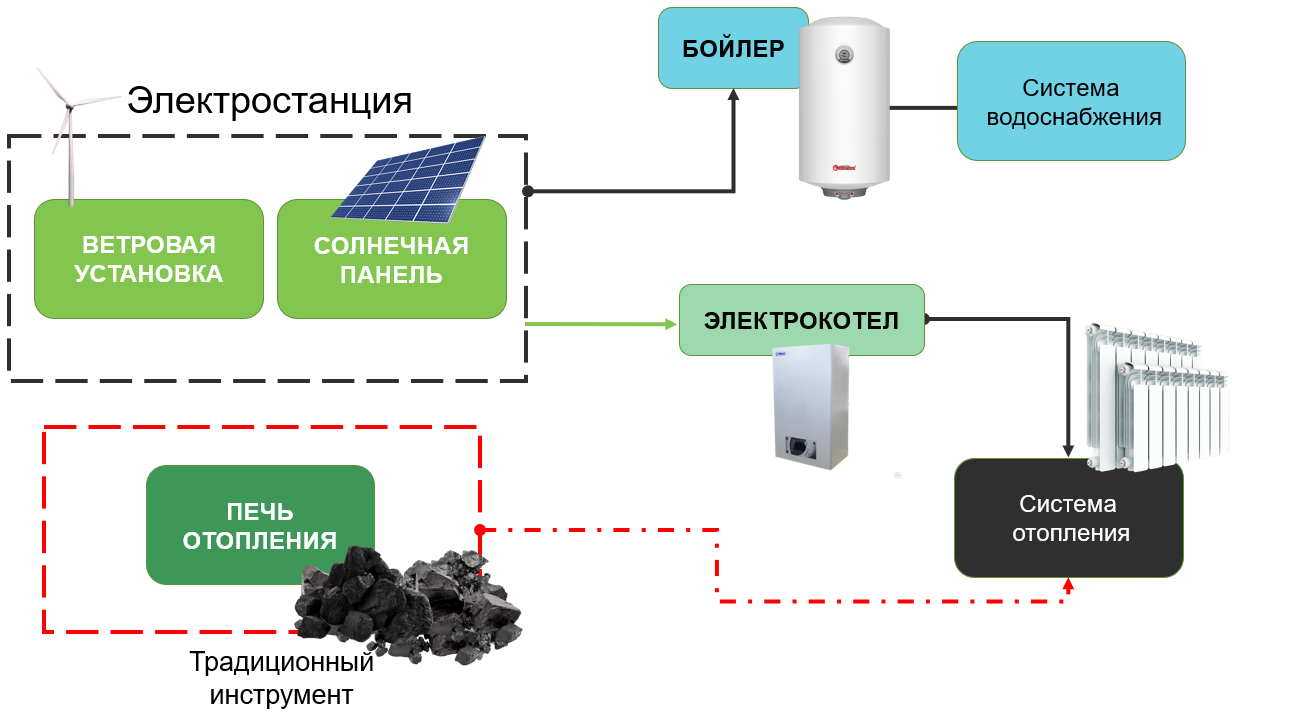 Электростанция
ВЕТРОВАЯ
УСТАНОВКА
СОЛНЕЧНАЯ
ПАНЕЛЬ
БОЙЛЕР
Система
водоснабжения
ЭЛЕКТРОКОТЕЛ
Система
отопления
ПЕЧЬ
ОТОПЛЕНИЯ
Традиционный
инструмент